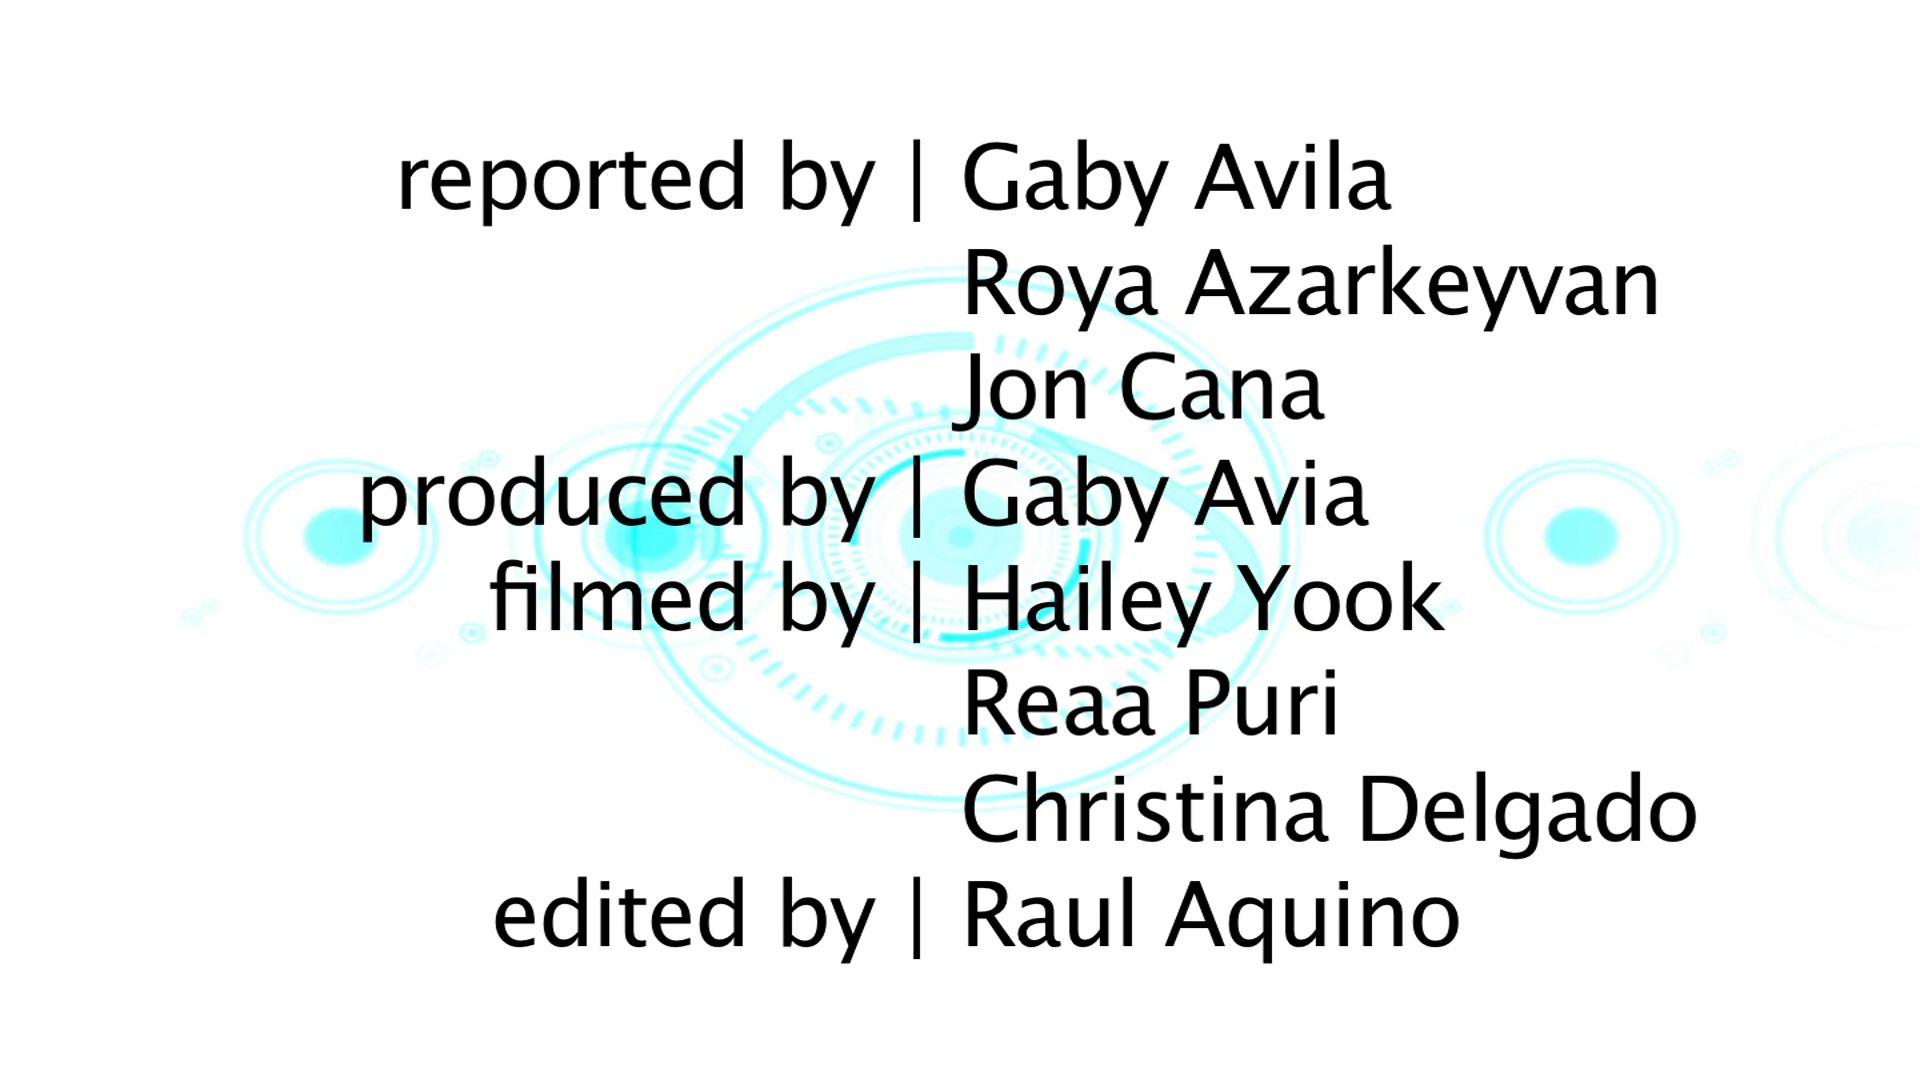 reported by | Gaby Avila
Roya Azarkeyvan
Jon Cana
produced by | Gaby Avia
filmed by | Hailey Yook
Reaa Puri
Christina Delgado
edited by | Raul Aquino